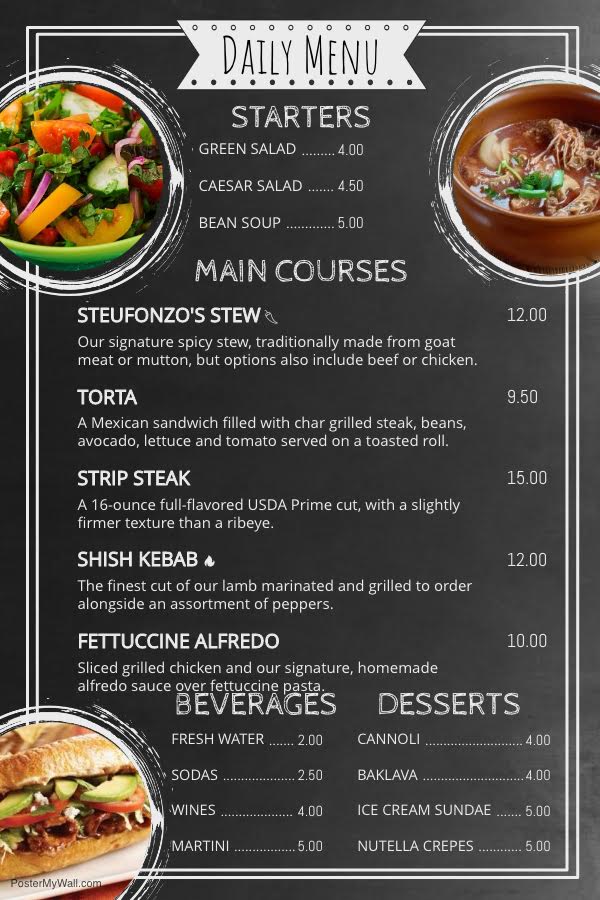 DAILY MENU
STARTERS
GREEN SALAD ......... 4.00
CAESAR SALAD ....... 4.50
BEAN SOUP ............. 5.00
MAIN COURSES
STEUFONZO'S STEW 12.00
Our signature spicy stew, traditionally made from goat
meat or mutton, but options also include beef or chicken.
TORTA 9.50
A Mexican sandwich filled with char grilled steak, beans,
avocado, lettuce and tomato served on a toasted roll.
STRIP STEAK 15.00
A 16-ounce full-flavored USDA Prime cut, with a slightly
firmer texture than a ribeye.
SHISH KEBAB 12.00
The finest cut of our lamb marinated and grilled to order
alongside an assortment of peppers.
FETTUCCINE ALFREDO 10.00
Sliced grilled chicken and our signature, homemade
alfredo sauce over fettuccine pasta.
BEVERAGES
FRESH WATER ....... 2.00
SODAS .................... 2.50
WINES .................... 4.00
MARTINI .................. 5.00
DESSERTS
CANNOLI ........................... 4.00
BAKLAVA ............................. 4.00
ICE CREAM SUNDAE ....... 5.00
NUTELLA CREPES ............ 5.00
PosterMyWall.com